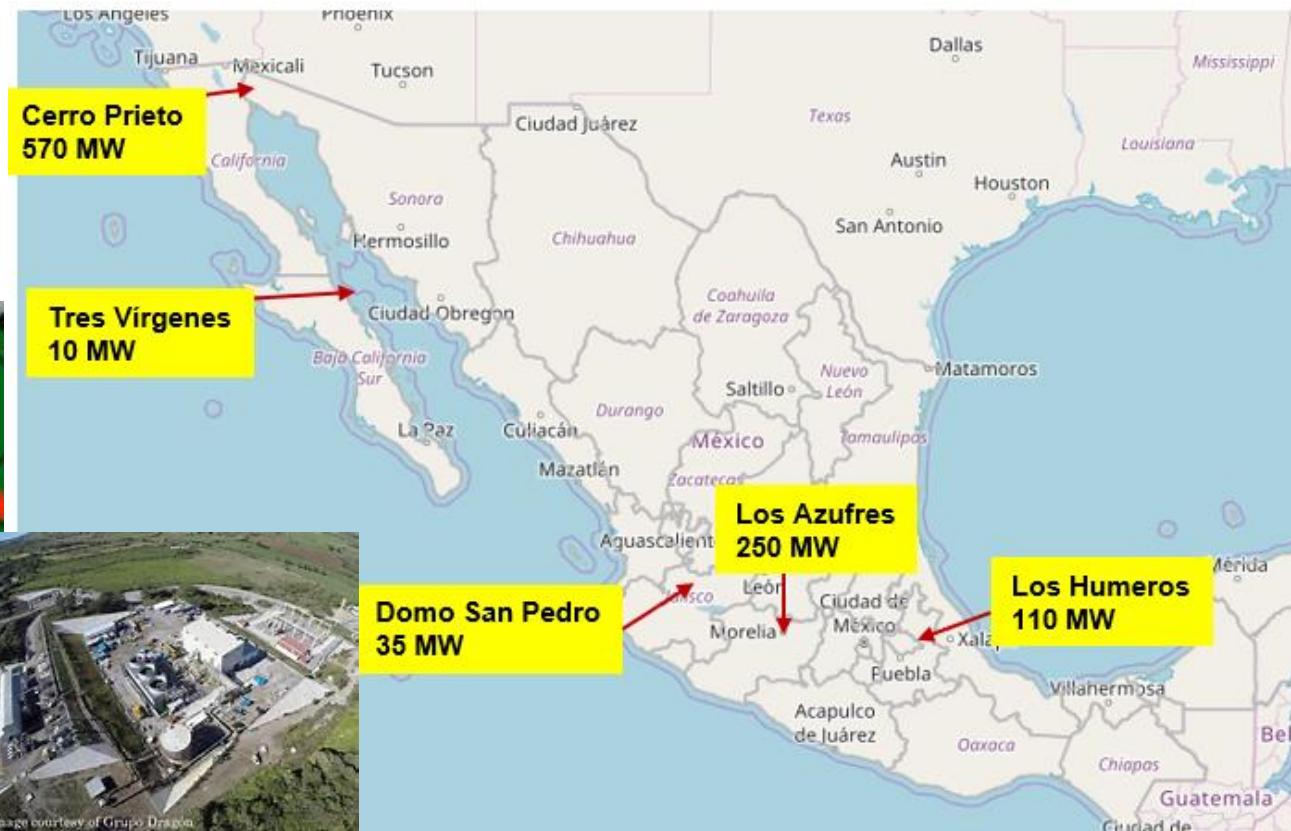 Los Angeles
Phoenix
Dallas
Tijuana
Mexicali
Tucson
Mississippi
Cerro Prieto
570 MW
Ciudad Juárez
Texas
Louisiana
California
Austin
Houston
Sonora
San Antonio
Hermosillo
Chihuahua
Tres Vírgenes
10 MW
Ciudad Obregon
Coahuila
de Zaragoza
Baja California
Sur
Nuevo
León
Matamoros
Saltillo
Durango
La Paz
Culiacán
México
Tamaulipas
Mazatlán
Zacatecas
Los Azufres
250 MW
Aguascalient
Mérida
Domo San Pedro
35 MW
Jalisco
León
Ciudad de
México
Los Humeros
110 MW
Morelia
Xalap
Puebla
Villahermosa
Acapulco
de Juárez
Oaxaca
Bel
Chiapas
Guatemala
Ciudad de
mage courtesy of Grupo Dragón